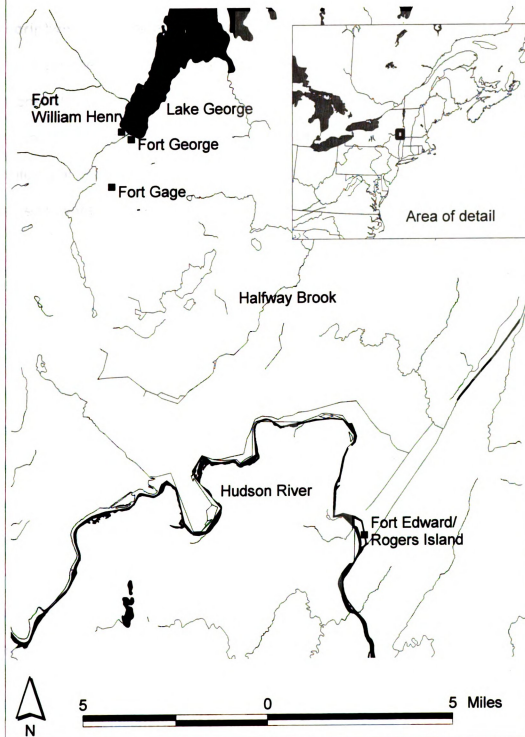 Fort
William Henr
Lake George
Fort George
Fort Gage
Area of detail
Halfway Brook
Hudson River
Fort Edward/
Rogers Island
5 0 5 Miles
N